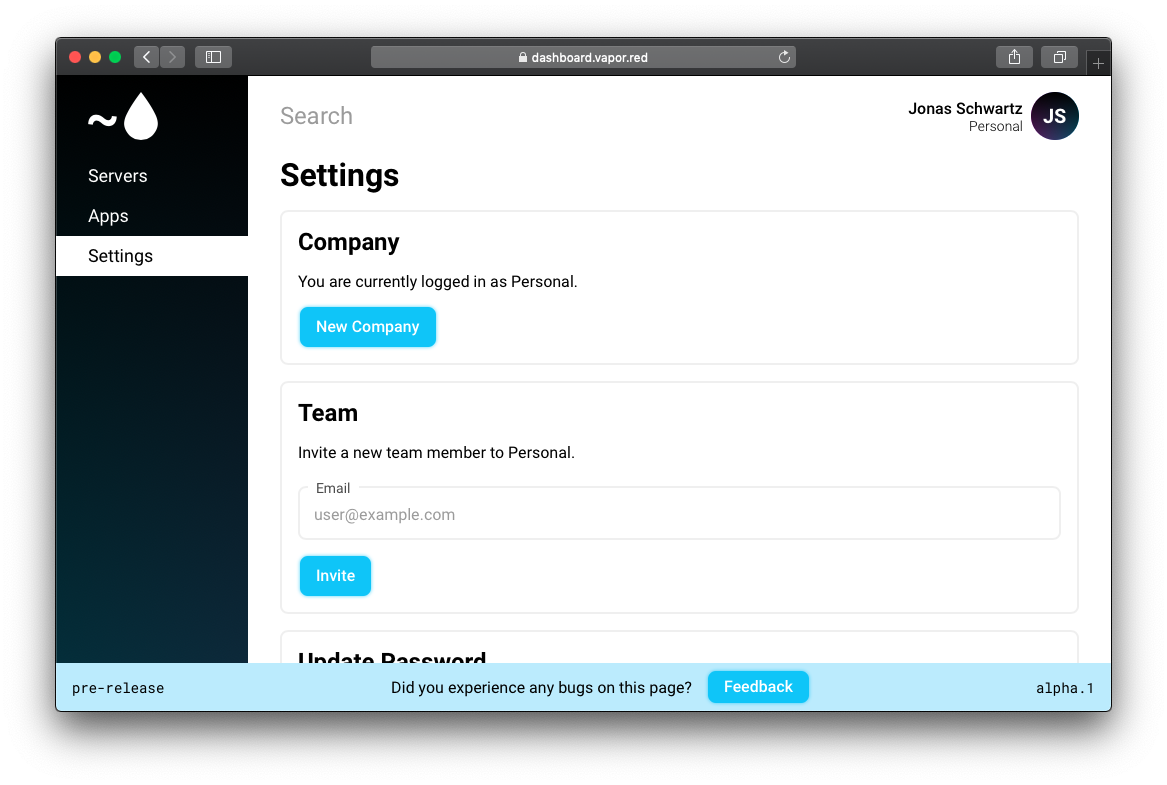 dashboard.vapor.red
~
Servers
Apps
Settings
Search
Jonas Schwartz
Personal
JS
Settings
Company
You are currently logged in as Personal.
New Company
Team
Invite a new team member to Personal.
Email
user@example.com
Invite
Update Password
pre-release
Did you experience any bugs on this page?
Feedback
alpha.1